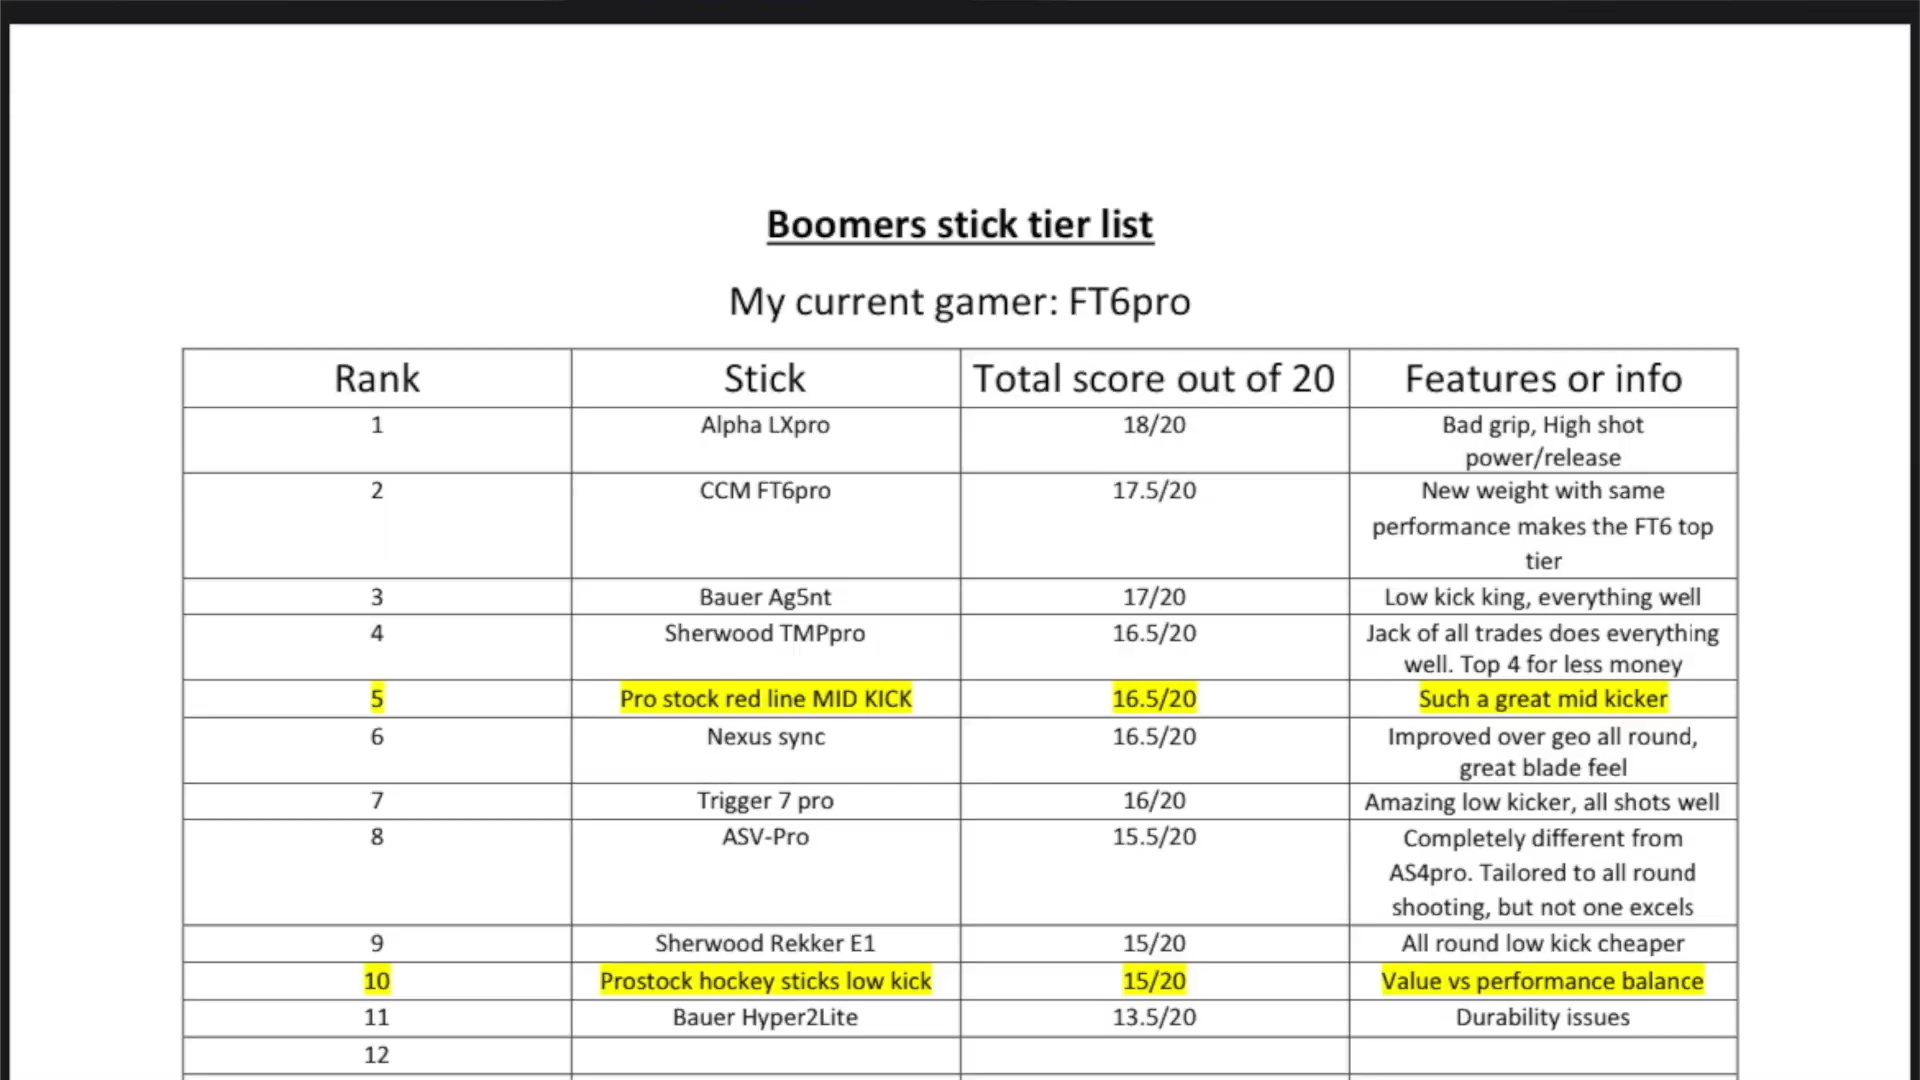 Boomers stick tier list
My current gamer: FT6pro
Rank Stick Total score out of 20 Features or info
1 Alpha LXpro 18/20 Bad grip, High shot
power/release
2 CCM FT6pro 17.5/20 New weight with same
performance makes the FT6 top
tier
3 Bauer Ag5nt 17/20 Low kick king, everything well
4 Sherwood TMPpro 16.5/20 Jack of all trades does everything
well. Top 4 for less money
5 Pro stock red line MID KICK 16.5/20 Such a great mid kicker
6 Nexus sync 16.5/20 Improved over geo all round,
great blade feel
7 Trigger 7 pro 16/20 Amazing low kicker, all shots well
8 ASV-Pro 15.5/20 Completely different from
AS4pro. Tailored to all round
shooting, but not one excels
9 Sherwood Rekker E1 15/20 All round low kick cheaper
10 Prostock hockey sticks low kick 15/20 Value vs performance balance
11 Bauer Hyper2Lite 13.5/20 Durability issues
12